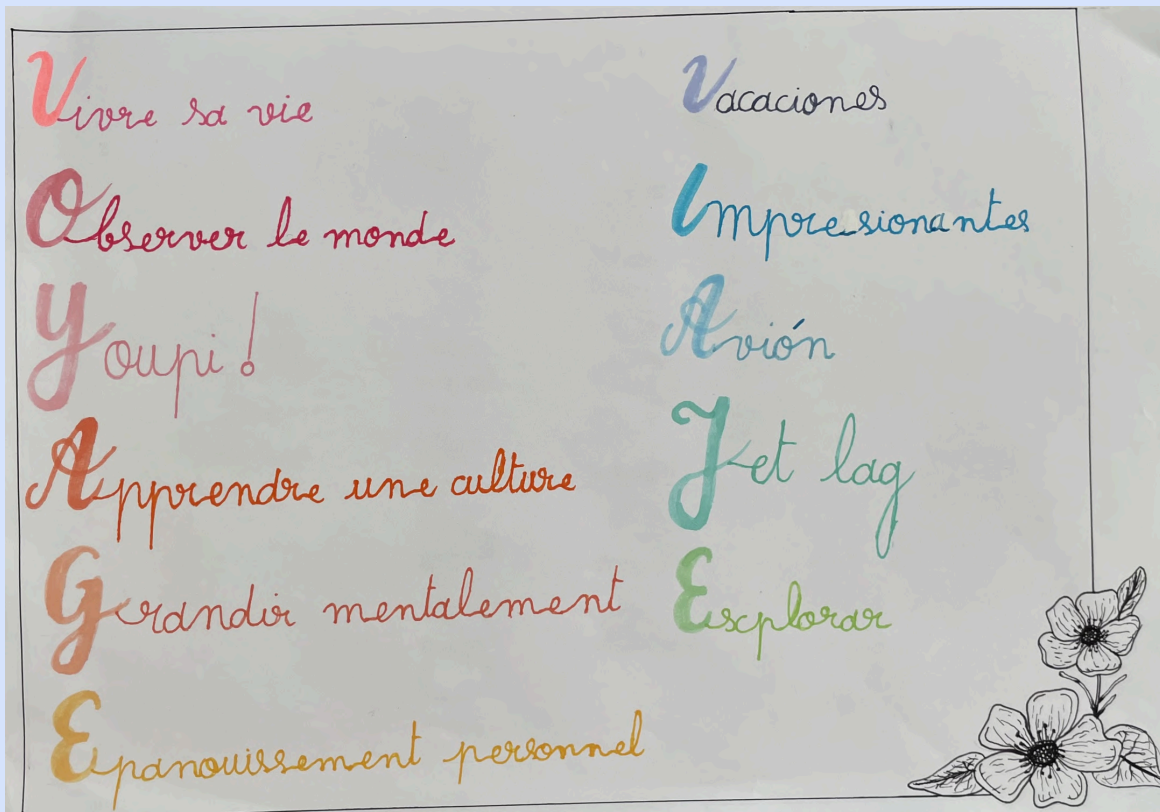 Vivre sa vie
Observer le monde
Youpi !
Apprendre une culture
Grandir mentalement
Epanouissement personnel
Vacaciones
Impresionantes
Avión
Jet lag
Explorar